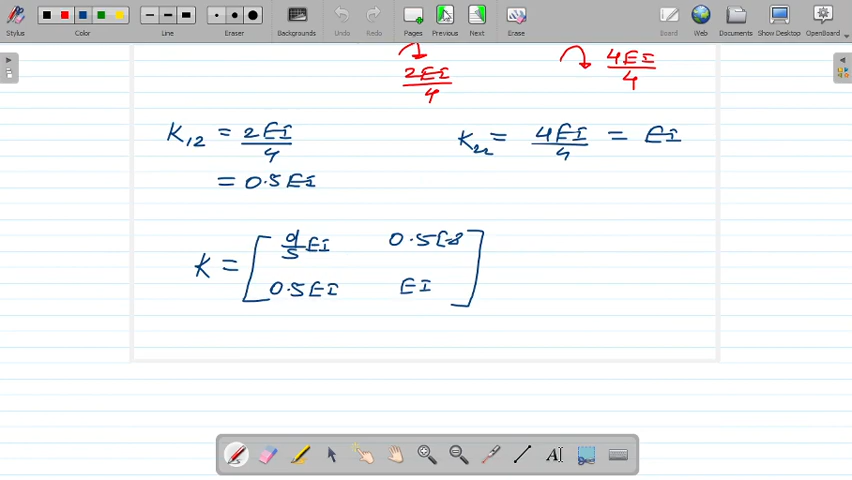 Stylus Color Line Eraser Backgrounds Undo Redo Pages Previous Next Erase Board Web Documents Show Desktop OpenBoard
2EI/4 4EI/4
K12 = 2EI/4 K22 = 4EI/4 = EI
= 0.5EI
K = [ 9/5 EI 0.5EI
0.5EI EI ]